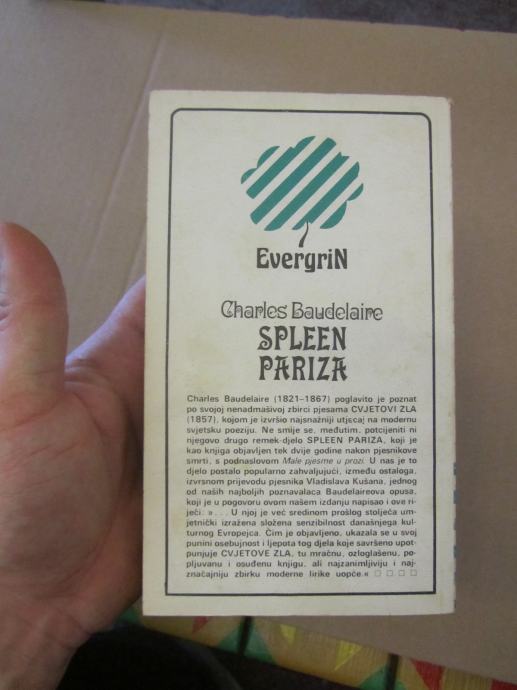 EvergriN
Charles Baudelaire
SPLEEN
PARIZA
Charles Baudelaire (1821–1867) poglavito je poznat
po svojoj nenadmašivoj zbirci pjesama CVJETOVI ZLA
(1857), kojom je izvršio najsnažniji utjecaj na modernu
svjetsku poeziju. Ne smije se, međutim, potcijeniti ni
njegovo drugo remek-djelo SPLEEN PARIZA, koji je
kao knjiga objavljen tek dvije godine nakon pjesnikove
smrti, s podnaslovom Male pjesme u prozi. U nas je to
djelo postalo popularno zahvaljujući, između ostaloga,
izvrsnom prijevodu pjesnika Vladislava Kušana, jednog
od naših najboljih poznavalaca Baudelaireova opusa,
koji je u pogovoru ovom našem izdanju napisao i ove ri-
ječi: »... U njoj je već sredinom prošlog stoljeća um-
jetnički izražena složena senzibilnost današnjega kul-
turnog Evropejca. Čim je objavljeno, ukazala se u svoj
punini osebujnost i ljepota tog djela koje savršeno upot-
punjuje CVJETOVE ZLA, tu mračnu, ozloglašenu, po-
pljuvanu i osuđenu knjigu, ali najzanimljiviju i naj-
značajniju zbirku moderne lirike uopće.« □ □ □ □